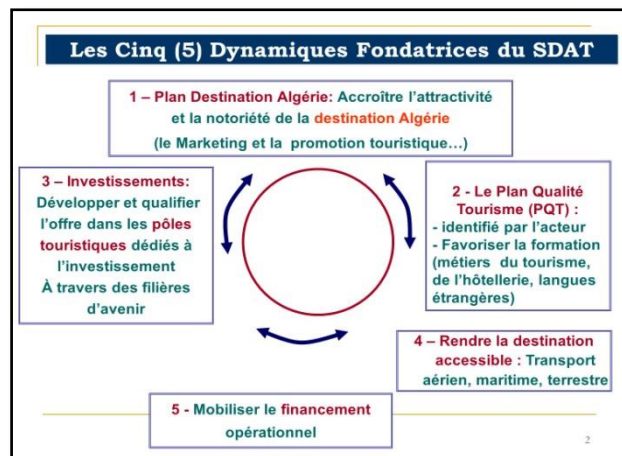 Les Cinq (5) Dynamiques Fondatrices du SDAT
1 – Plan Destination Algérie: Accroître l’attractivité
et la notoriété de la destination Algérie
(le Marketing et la promotion touristique…)
3 – Investissements:
Développer et qualifier
l’offre dans les pôles
touristiques dédiés à
l’investissement
À travers des filières
d’avenir
2 - Le Plan Qualité
Tourisme (PQT) :
- identifié par l’acteur
- Favoriser la formation
(métiers du tourisme,
de l’hôtellerie, langues
étrangères)
4 – Rendre la destination
accessible : Transport
aérien, maritime, terrestre
5 - Mobiliser le financement
opérationnel
2